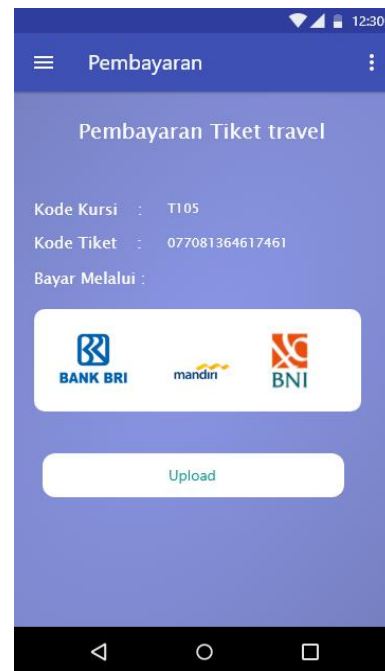 12:30
Pembayaran
Pembayaran Tiket travel
Kode Kursi : T105
Kode Tiket : 077081364617461
Bayar Melalui :
BANK BRI mandiri BNI
Upload